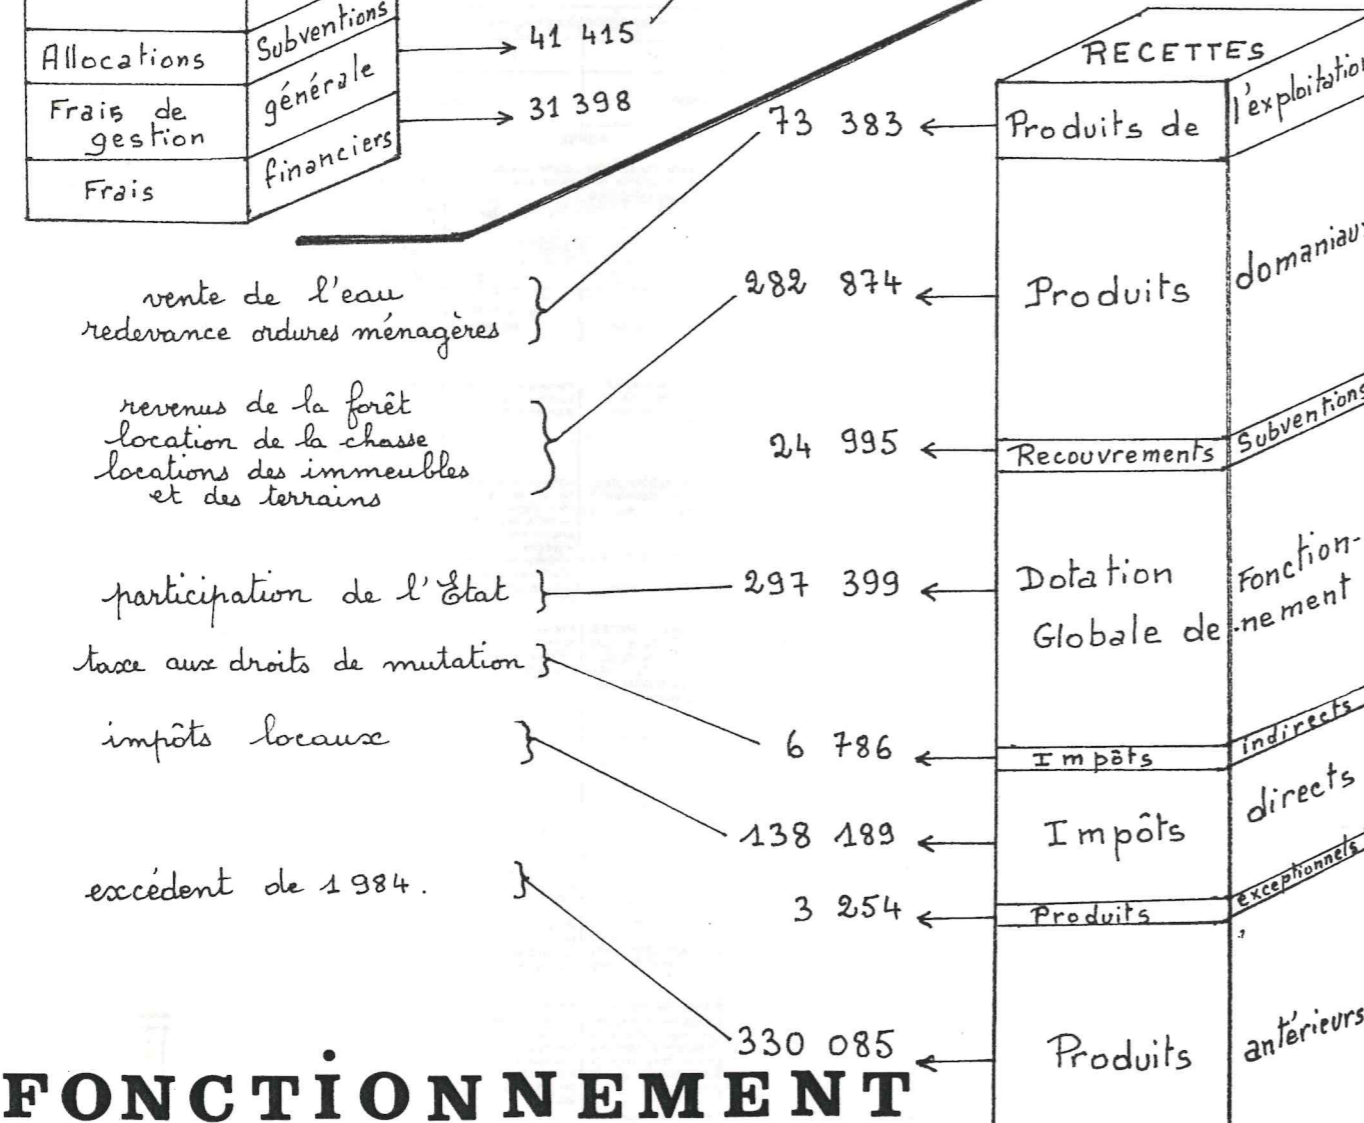 Allocations
Subventions
41 415
Frais de
gestion
générale
31 398
Frais
financiers
RECETTES
Produits de
l'exploitation
73 383
vente de l'eau
redevance ordures ménagères
Produits
domaniaux
282 874
revenus de la forêt
location de la chasse
locations des immeubles
et des terrains
Recouvrements
Subventions
24 995
Dotation
Globale de
Fonction-
-nement
297 399
participation de l'État
taxe aux droits de mutation
Impôts
indirects
6 786
impôts locaux
Impôts
directs
138 189
Produits
exceptionnels
3 254
excédent de 1984.
Produits
antérieurs
330 085
FONCTIONNEMENT